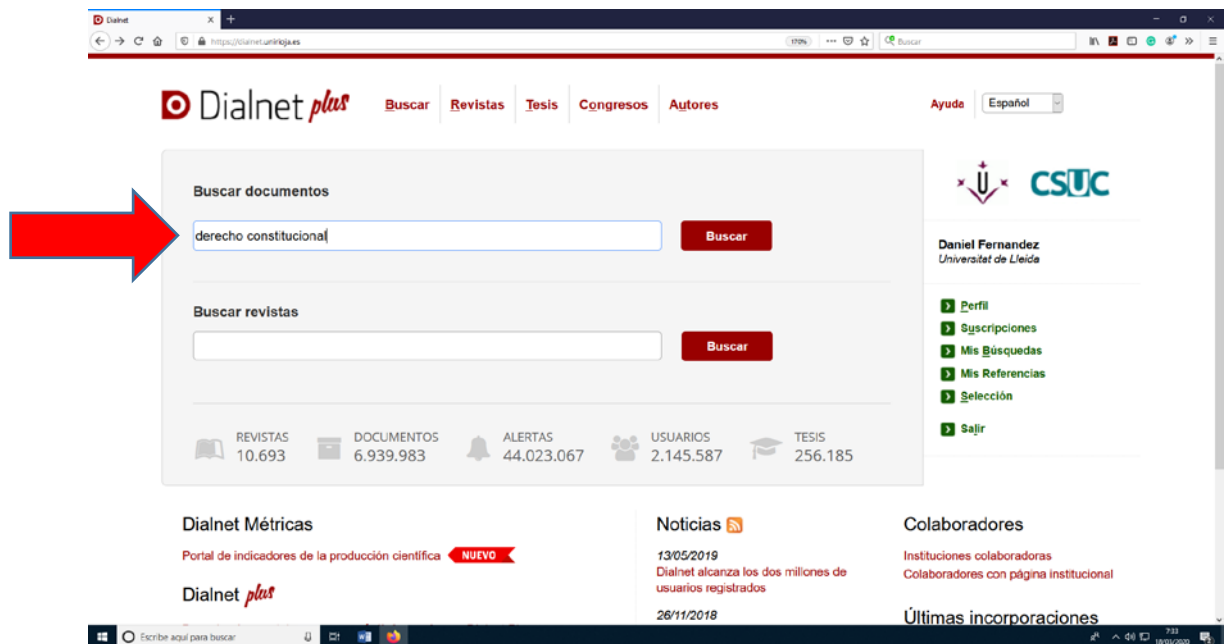 Dialnet
https://dialnet.unirioja.es
170%
Buscar
Dialnet plus
Buscar
Revistas
Tesis
Congresos
Autores
Ayuda
Español
Buscar documentos
derecho constitucional
Buscar
Buscar revistas
Buscar
REVISTAS
10.693
DOCUMENTOS
6.939.983
ALERTAS
44.023.067
USUARIOS
2.145.587
TESIS
256.185
CSUC
Daniel Fernandez
Universitat de Lleida
Perfil
Suscripciones
Mis Búsquedas
Mis Referencias
Selección
Salir
Dialnet Métricas
Portal de indicadores de la producción científica
NUEVO
Dialnet plus
Noticias
13/05/2019
Dialnet alcanza los dos millones de
usuarios registrados
26/11/2018
Colaboradores
Instituciones colaboradoras
Colaboradores con página institucional
Últimas incorporaciones
Escribe aquí para buscar
7:33
18/03/2020